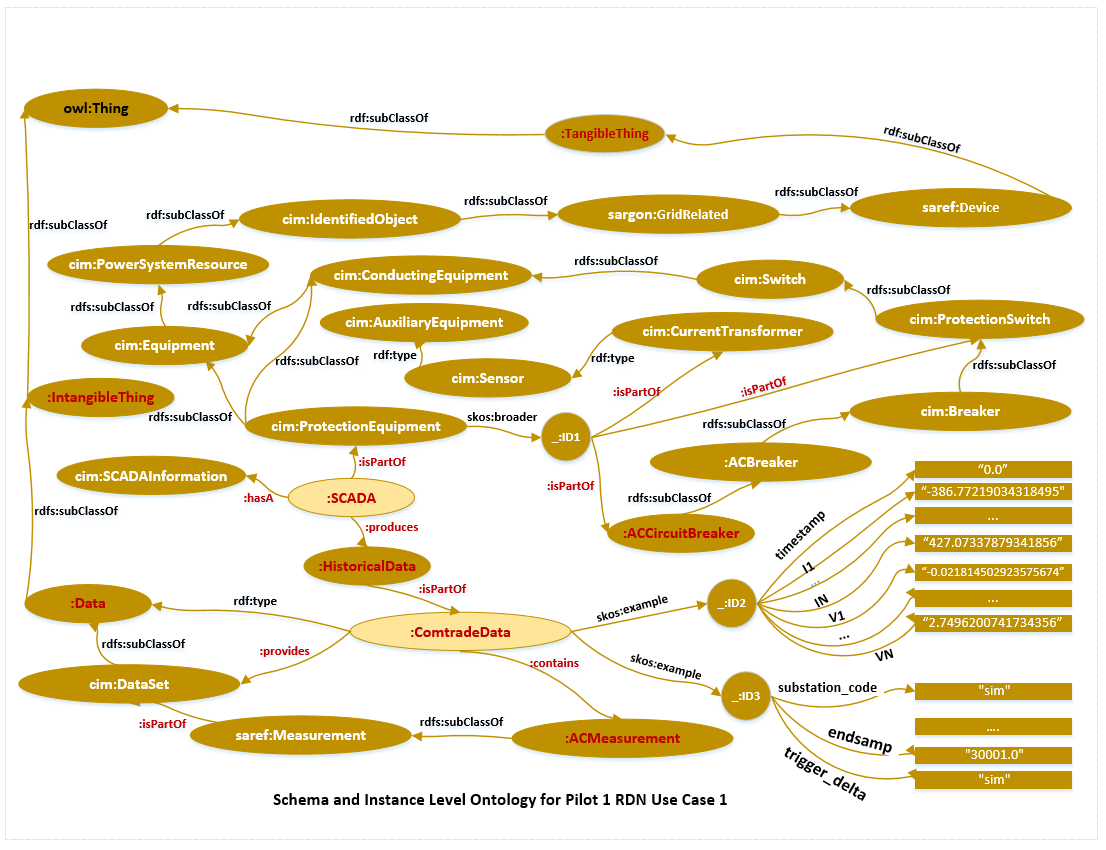 owl:Thing
rdf:subClassOf
:TangibleThing
rdf:subClassOf
rdfs:subClassOf
rdfs:subClassOf
saref:Device
rdf:subClassOf
cim:IdentifiedObject
sargon:GridRelated
rdf:subClassOf
cim:PowerSystemResource
cim:ConductingEquipment
rdfs:subClassOf
cim:Switch
rdfs:subClassOf
rdfs:subClassOf
rdfs:subClassOf
cim:AuxiliaryEquipment
cim:CurrentTransformer
cim:ProtectionSwitch
cim:Equipment
rdf:type
rdf:type
rdfs:subClassOf
rdfs:subClassOf
cim:Sensor
:isPartOf
:isPartOf
:IntangibleThing
rdfs:subClassOf
skos:broader
cim:Breaker
cim:ProtectionEquipment
_:ID1
rdfs:subClassOf
:isPartOf
:ACBreaker
cim:SCADAInformation
:hasA
:SCADA
:isPartOf
rdfs:subClassOf
rdfs:subClassOf
:produces
:ACCircuitBreaker
:HistoricalData
:isPartOf
timestamp
I1
...
IN
V1
...
VN
“0.0”
“-386.77219034318495"
...
“427.07337879341856”
“-0.021814502923575674”
...
“2.7496200741734356”
:Data
rdf:type
:ComtradeData
skos:example
_:ID2
rdfs:subClassOf
:provides
:contains
skos:example
cim:DataSet
_:ID3
substation_code
"sim"
:isPartOf
saref:Measurement
rdfs:subClassOf
:ACMeasurement
endsamp
....
"30001.0"
trigger_delta
"sim"
Schema and Instance Level Ontology for Pilot 1 RDN Use Case 1